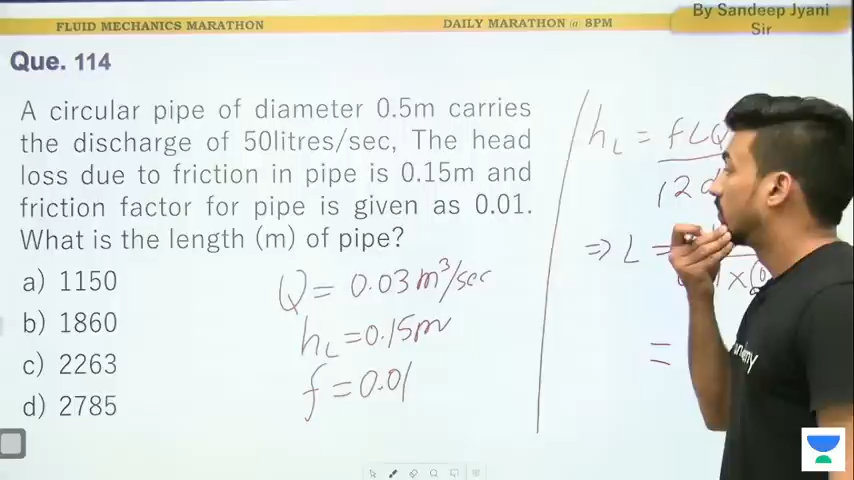 FLUID MECHANICS MARATHON
DAILY MARATHON @ 8PM
By Sandeep Jyani
Sir
Que. 114
A circular pipe of diameter 0.5m carries
the discharge of 50litres/sec, The head
loss due to friction in pipe is 0.15m and
friction factor for pipe is given as 0.01.
What is the length (m) of pipe?
a) 1150
b) 1860
c) 2263
d) 2785
Q = 0.03 m³/sec
h_L = 0.15m
f = 0.01
h_L = fLQ
12
⇒ L =
=